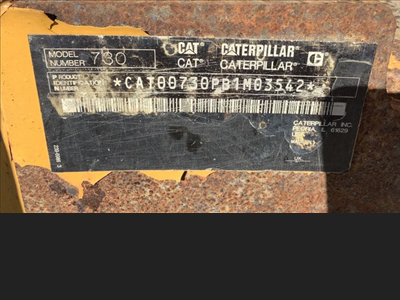 MODEL NUMBER 730
CAT® CATERPILLAR®
CAT® CATERPILLAR
PRODUCT IDENTIFICATION NUMBER *CAT00730PB1M03542*
CATERPILLAR INC.
PEORIA, IL 61629